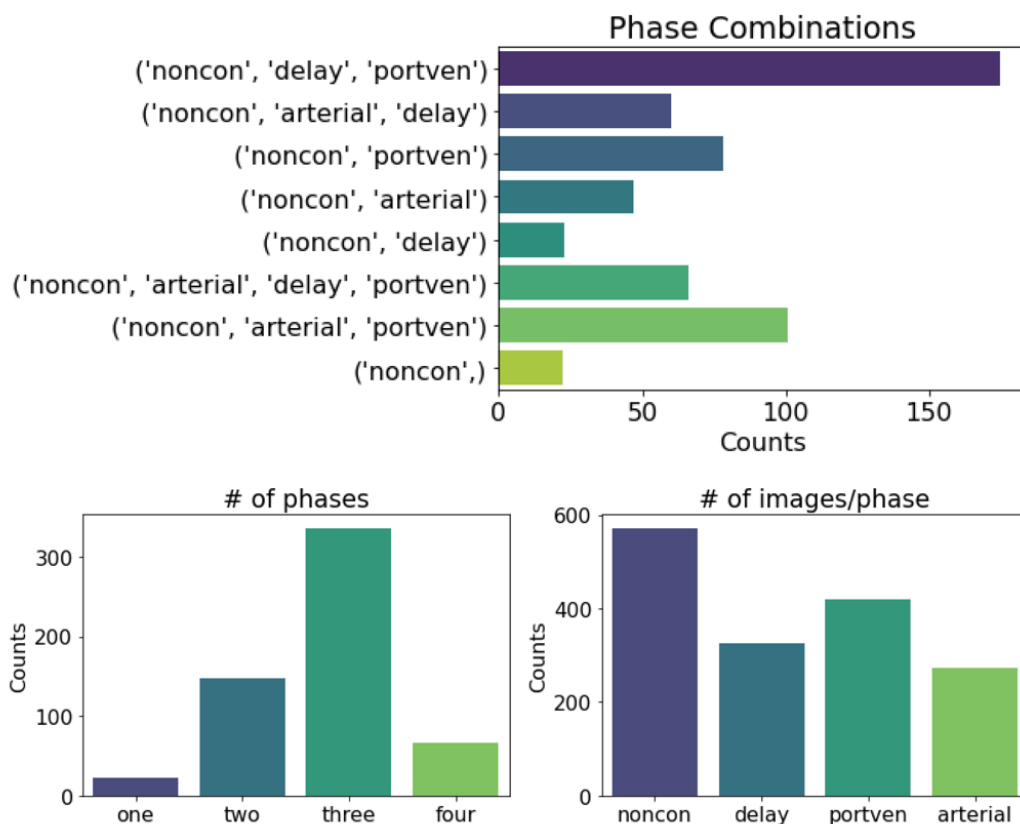 Phase Combinations
('noncon', 'delay', 'portven')
('noncon', 'arterial', 'delay')
('noncon', 'portven')
('noncon', 'arterial')
('noncon', 'delay')
('noncon', 'arterial', 'delay', 'portven')
('noncon', 'arterial', 'portven')
('noncon',)
0 50 100 150
Counts
# of phases
Counts
300
200
100
0
one two three four
# of images/phase
Counts
600
400
200
0
noncon delay portven arterial